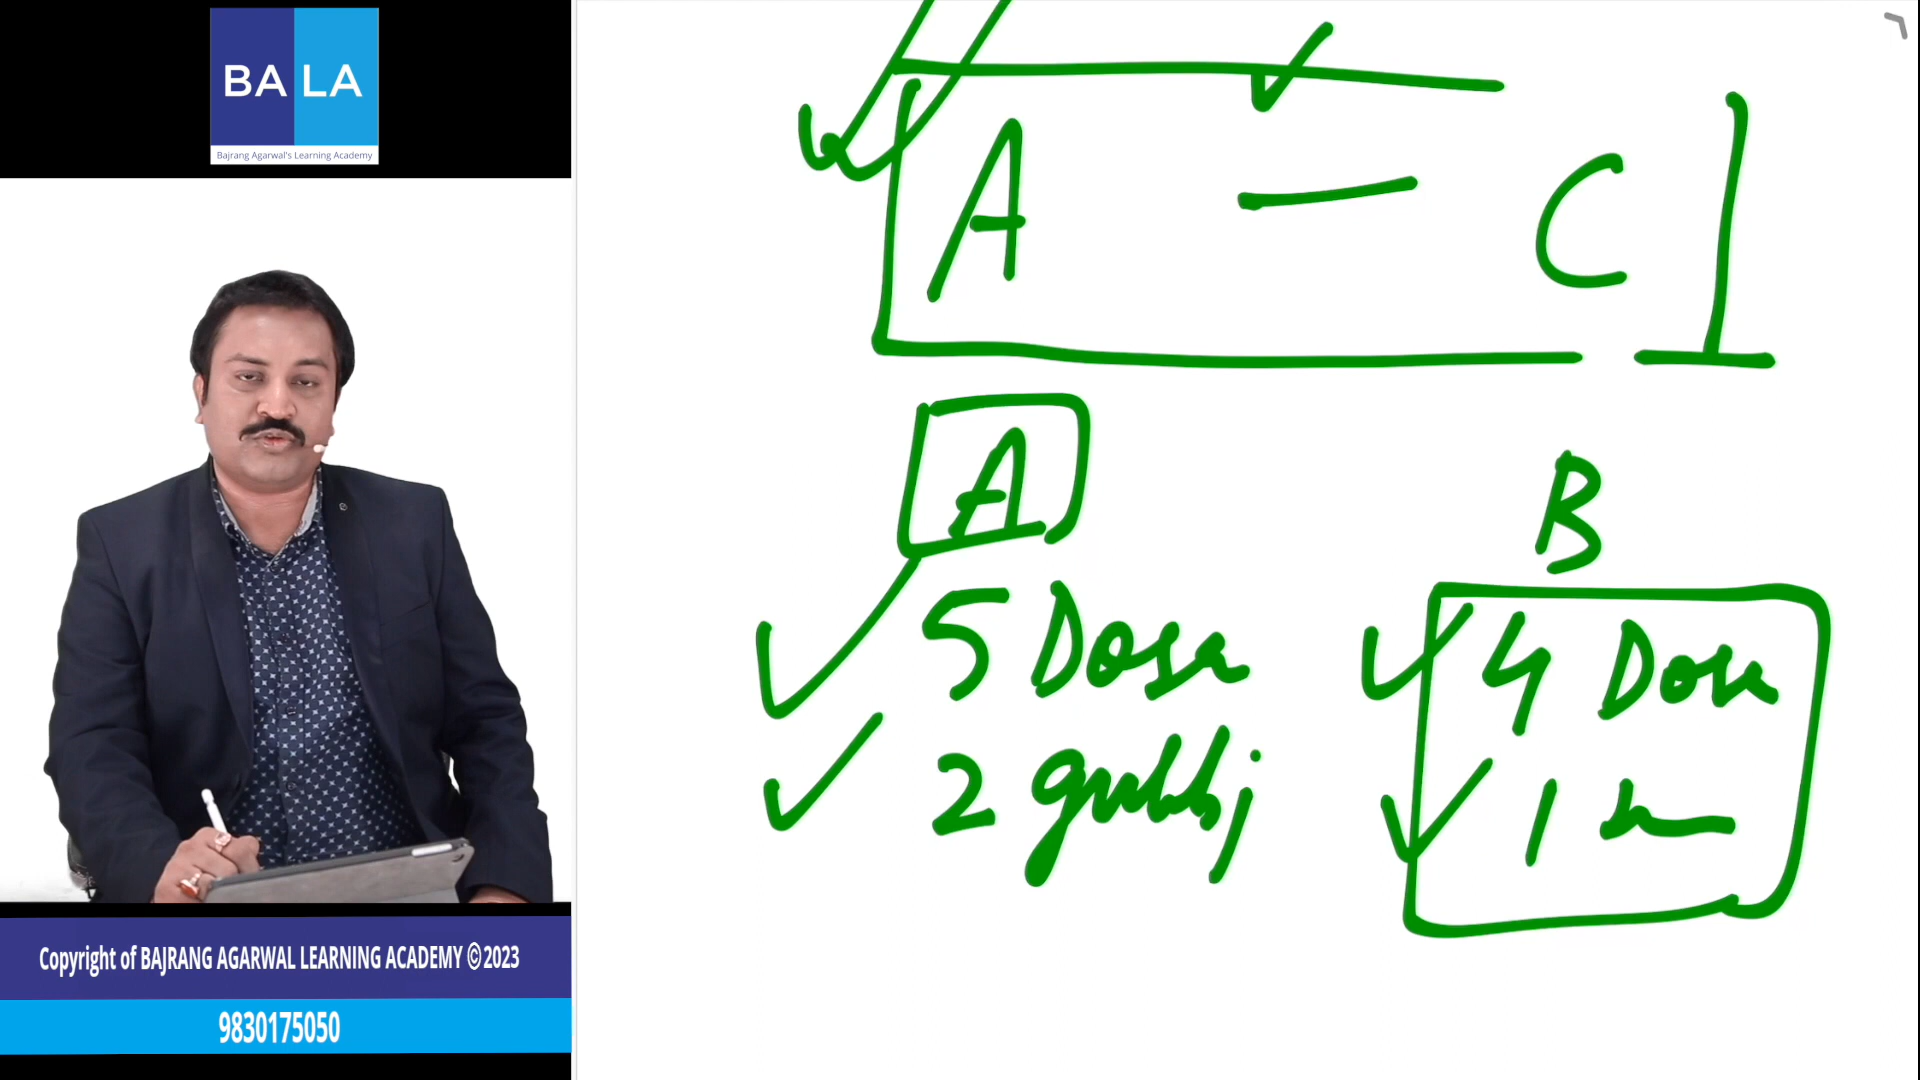 BA LA
Bajrang Agarwal's Learning Academy
A — C
A
B
5 Dosa
4 Dosa
2
1
Copyright of BAJRANG AGARWAL LEARNING ACADEMY © 2023
9830175050